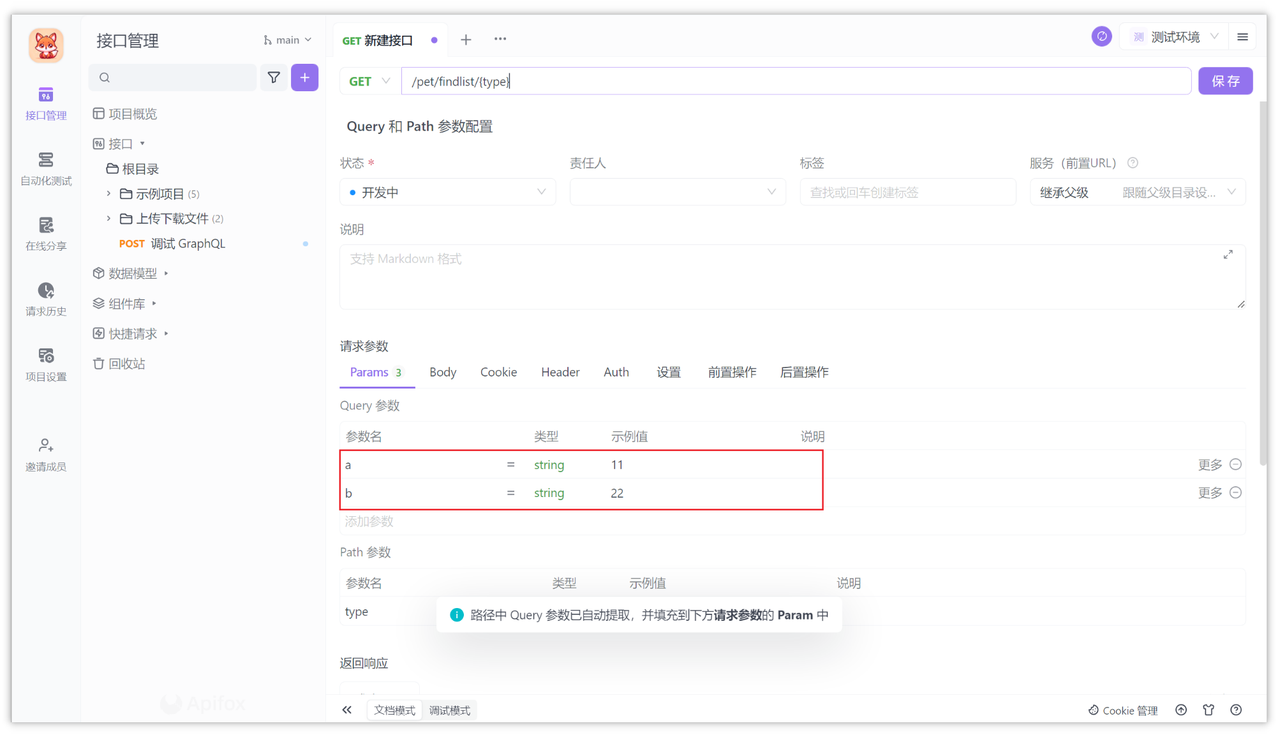 接口管理
main
GET 新建接口
测 测试环境
GET
/pet/findlist/{type}
保 存
接口管理
自动化测试
在线分享
请求历史
项目设置
邀请成员
项目概览
接口
根目录
示例项目 (5)
上传下载文件 (2)
POST 调试 GraphQL
数据模型
组件库
快捷请求
回收站
Apifox
Query 和 Path 参数配置
状态 * 责任人 标签 服务（前置URL）
开发中 查找或回车创建标签 继承父级 跟随父级目录设...
说明
支持 Markdown 格式
请求参数
Params 3 Body Cookie Header Auth 设置 前置操作 后置操作
Query 参数
参数名 类型 示例值 说明
a = string 11 更多
b = string 22 更多
添加参数
Path 参数
参数名 类型 示例值 说明
type
路径中 Query 参数已自动提取，并填充到下方请求参数的 Param 中
返回响应
文档模式 调试模式 Cookie 管理